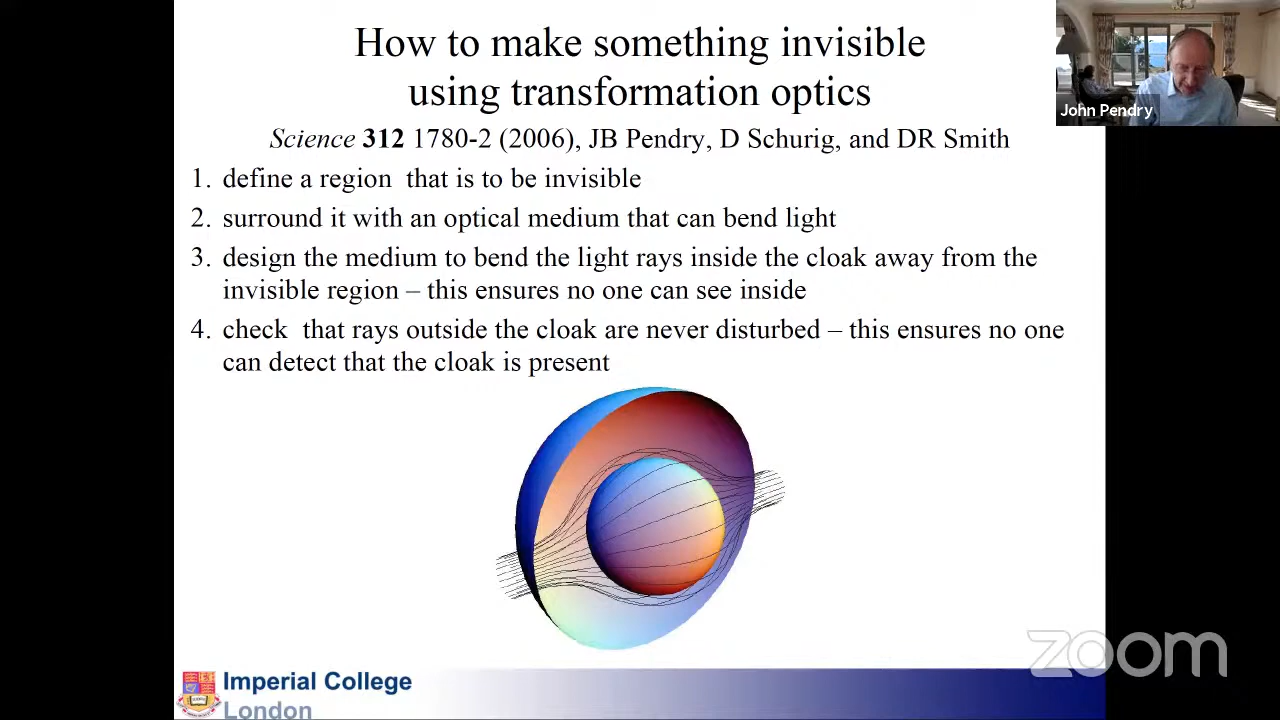 How to make something invisible
using transformation optics
Science 312 1780-2 (2006), JB Pendry, D Schurig, and DR Smith
1. define a region that is to be invisible
2. surround it with an optical medium that can bend light
3. design the medium to bend the light rays inside the cloak away from the
invisible region – this ensures no one can see inside
4. check that rays outside the cloak are never disturbed – this ensures no one
can detect that the cloak is present
John Pendry
zoom
Imperial College
London